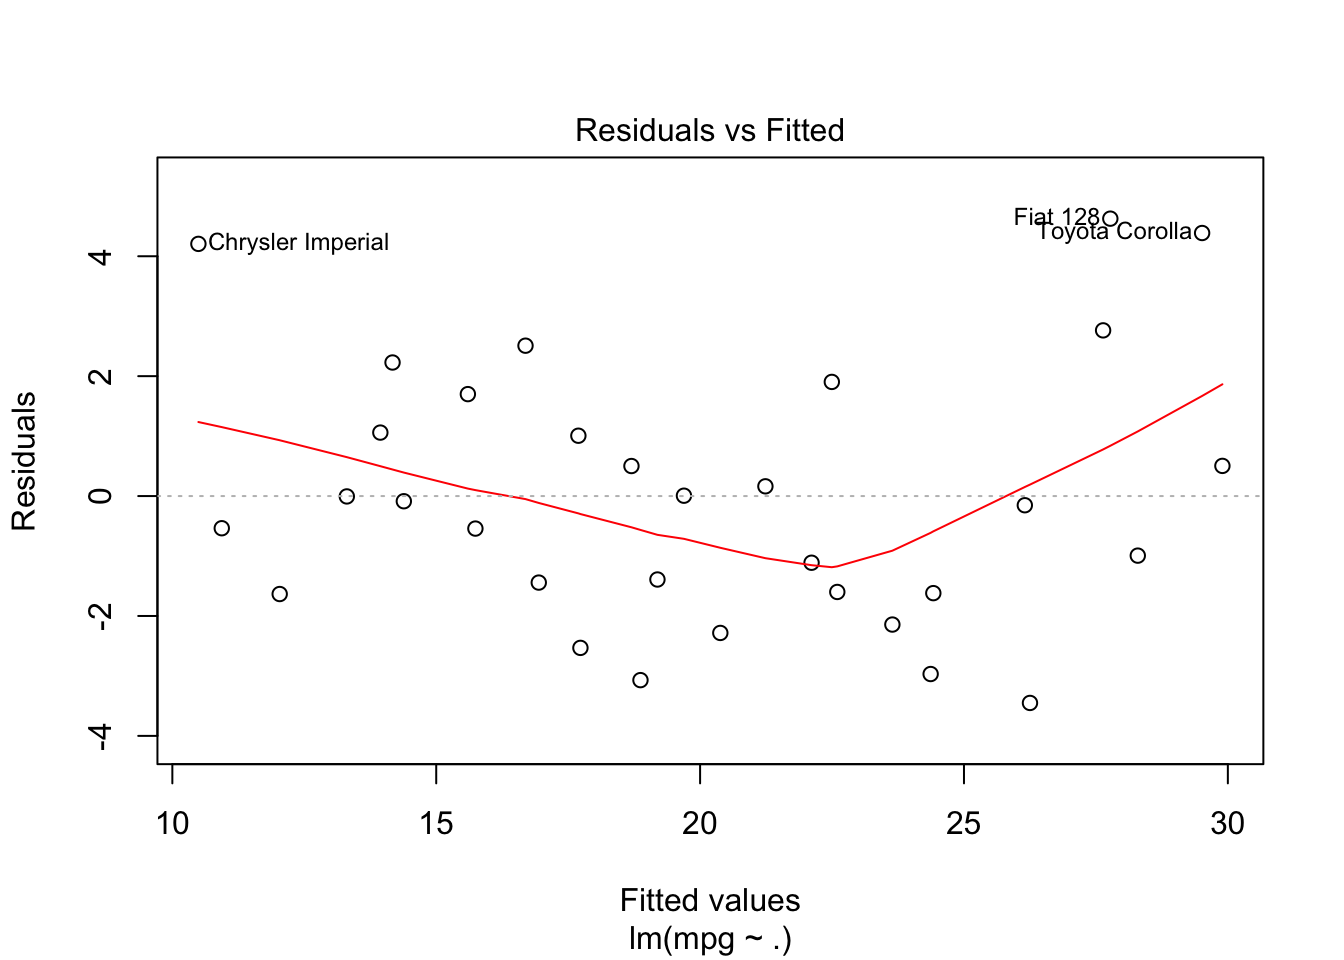 Residuals vs Fitted
Fiat 128
Toyota Corolla
Chrysler Imperial
Residuals
4
2
0
-2
-4
10 15 20 25 30
Fitted values
lm(mpg ~ .)